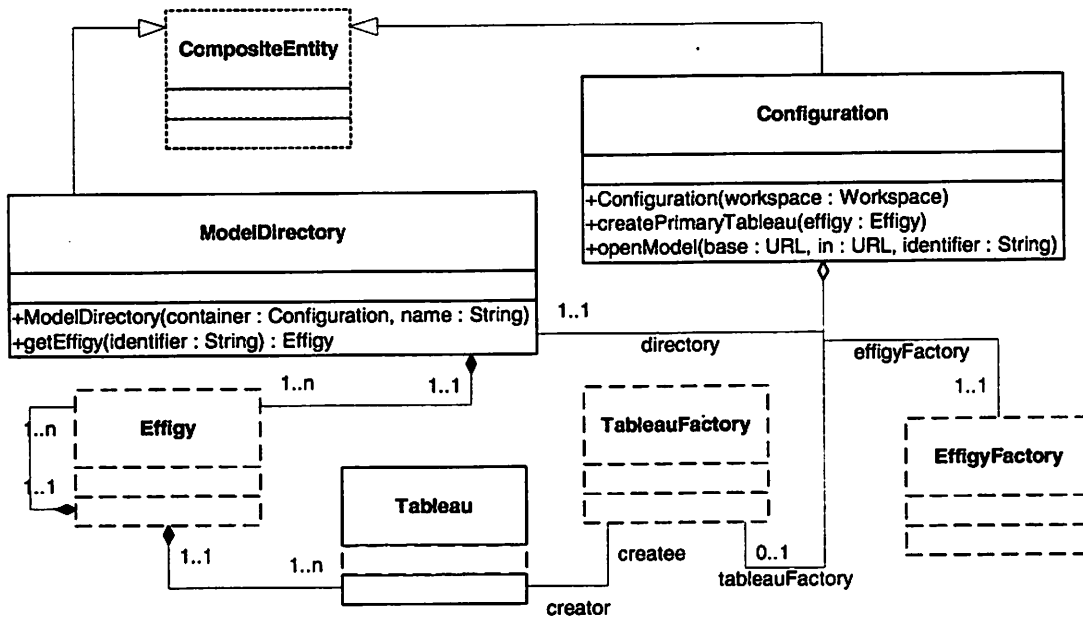 CompositeEntity
Configuration
+Configuration(workspace : Workspace)
+createPrimaryTableau(effigy : Effigy)
+openModel(base : URL, in : URL, identifier : String)
ModelDirectory
+ModelDirectory(container : Configuration, name : String)
+getEffigy(identifier : String) : Effigy
1..1
directory
effigyFactory
1..1
1..n
1..1
Effigy
1..n
1..1
TableauFactory
EffigyFactory
Tableau
1..1
1..n
createe
0..1
tableauFactory
creator